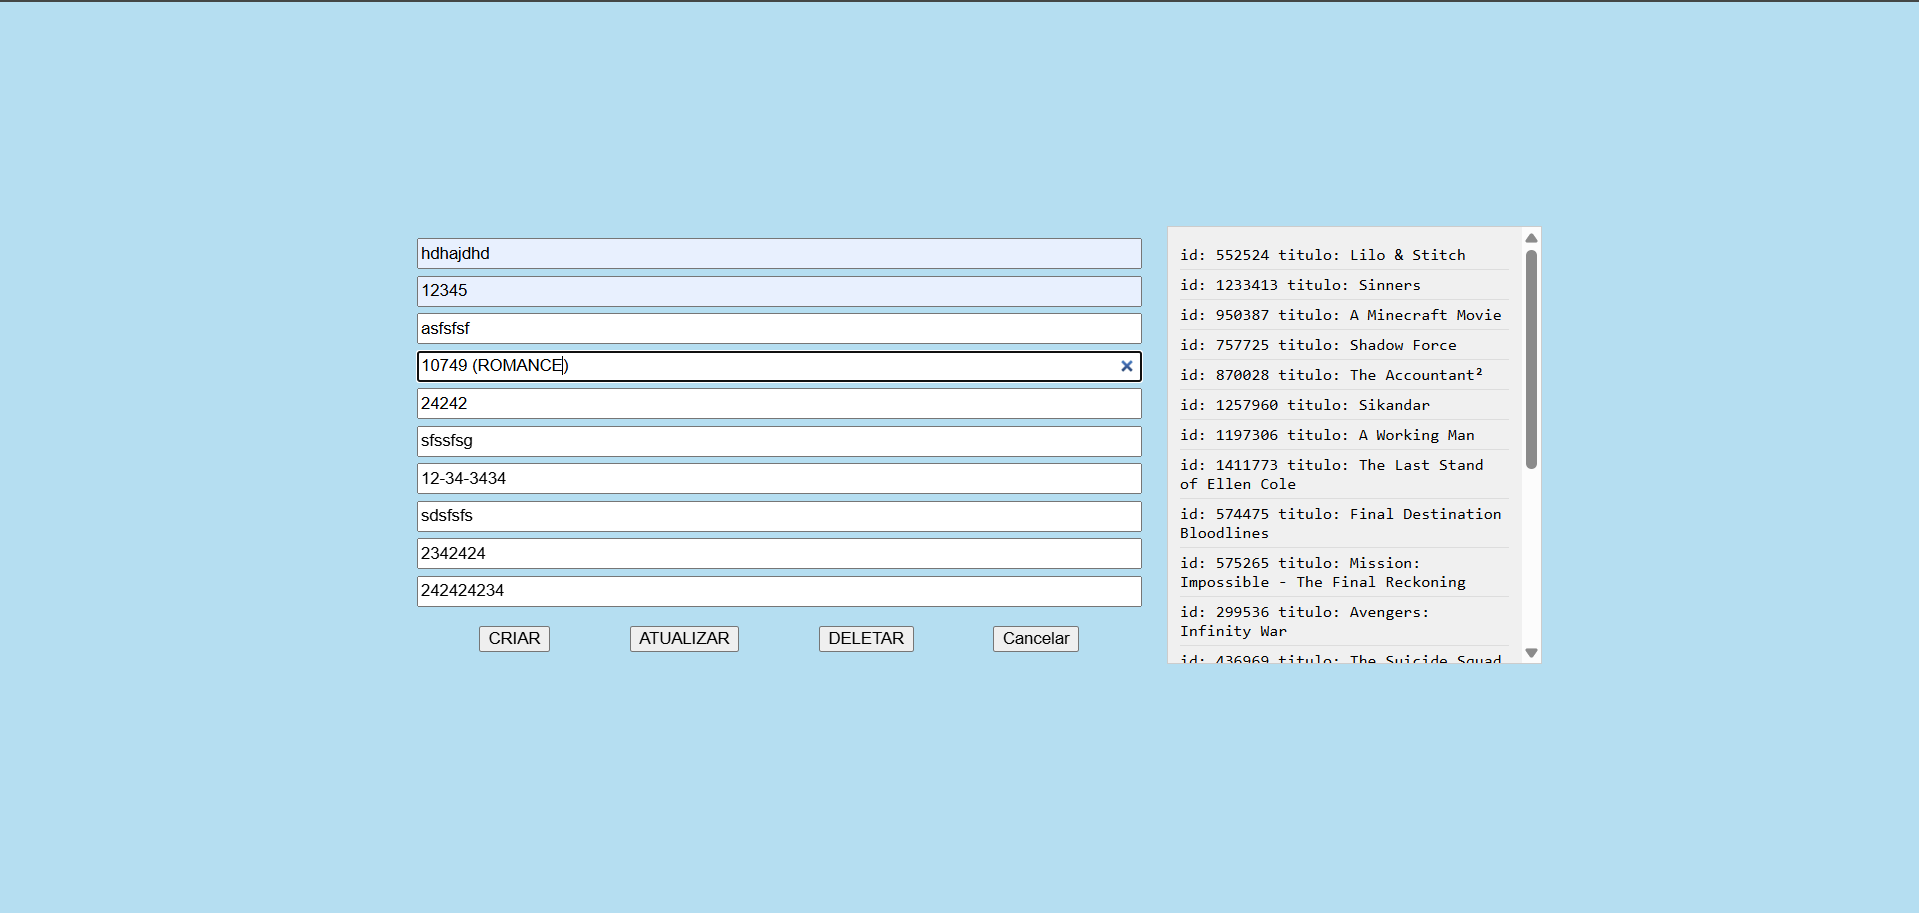 hdhajdhd
12345
asfsfsf
10749 (ROMANCE)
24242
sfssfsg
12-34-3434
sdsfsfs
2342424
242424234
CRIAR ATUALIZAR DELETAR Cancelar
id: 552524 titulo: Lilo & Stitch
id: 1233413 titulo: Sinners
id: 950387 titulo: A Minecraft Movie
id: 757725 titulo: Shadow Force
id: 870028 titulo: The Accountant²
id: 1257960 titulo: Sikandar
id: 1197306 titulo: A Working Man
id: 1411773 titulo: The Last Stand
of Ellen Cole
id: 574475 titulo: Final Destination
Bloodlines
id: 575265 titulo: Mission:
Impossible - The Final Reckoning
id: 299536 titulo: Avengers:
Infinity War
id: 436969 titulo: The Suicide Squad